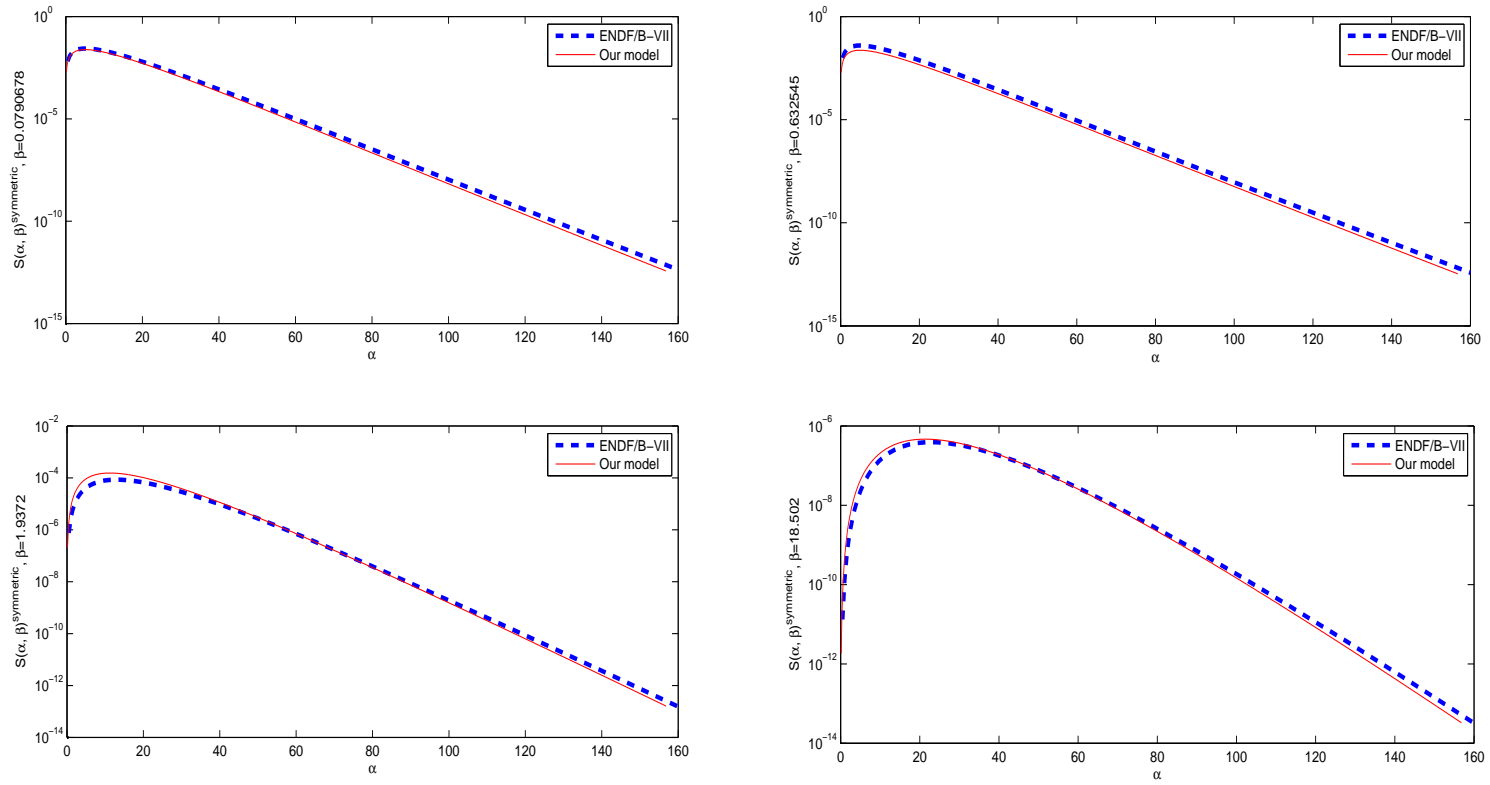 10^0
10^−5
10^−10
10^−15
S(α, β)^symmetric, β=0.0790678
ENDF/B−VII
Our model
0 20 40 60 80 100 120 140 160
α
10^0
10^−5
10^−10
10^−15
S(α, β)^symmetric, β=0.632545
ENDF/B−VII
Our model
0 20 40 60 80 100 120 140 160
α
10^−2
10^−4
10^−6
10^−8
10^−10
10^−12
10^−14
S(α, β)^symmetric, β=1.9372
ENDF/B−VII
Our model
0 20 40 60 80 100 120 140 160
α
10^−6
10^−8
10^−10
10^−12
10^−14
S(α, β)^symmetric, β=18.502
ENDF/B−VII
Our model
0 20 40 60 80 100 120 140 160
α